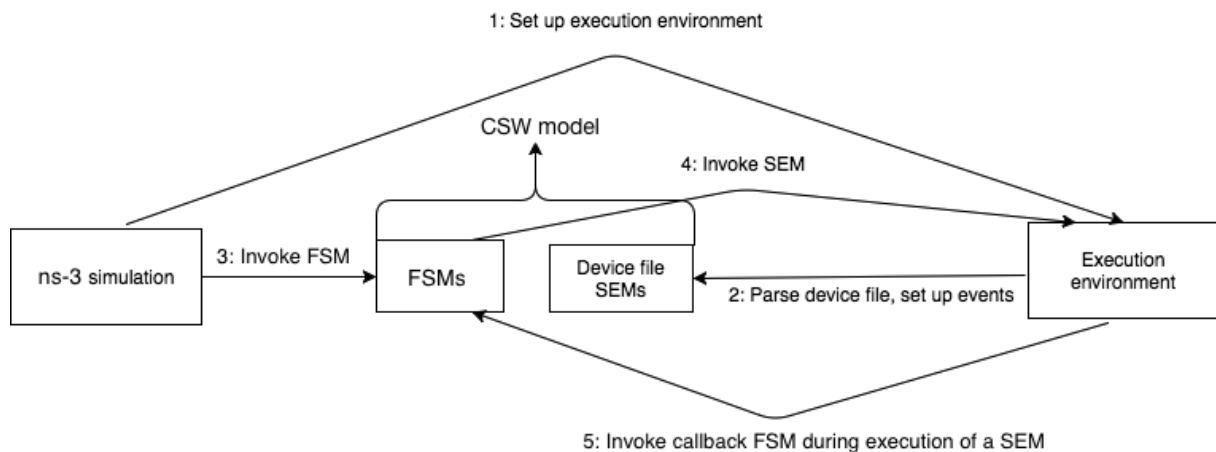 1: Set up execution environment
CSW model
4: Invoke SEM
ns-3 simulation
3: Invoke FSM
FSMs
Device file
SEMs
2: Parse device file, set up events
Execution
environment
5: Invoke callback FSM during execution of a SEM